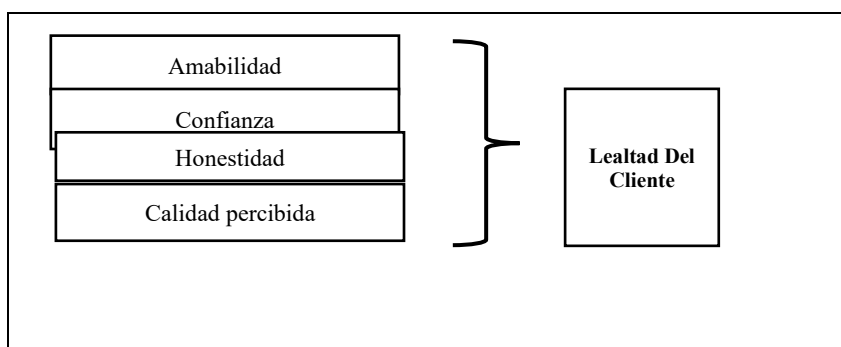 Amabilidad
Confianza
Honestidad
Calidad percibida
Lealtad Del
Cliente